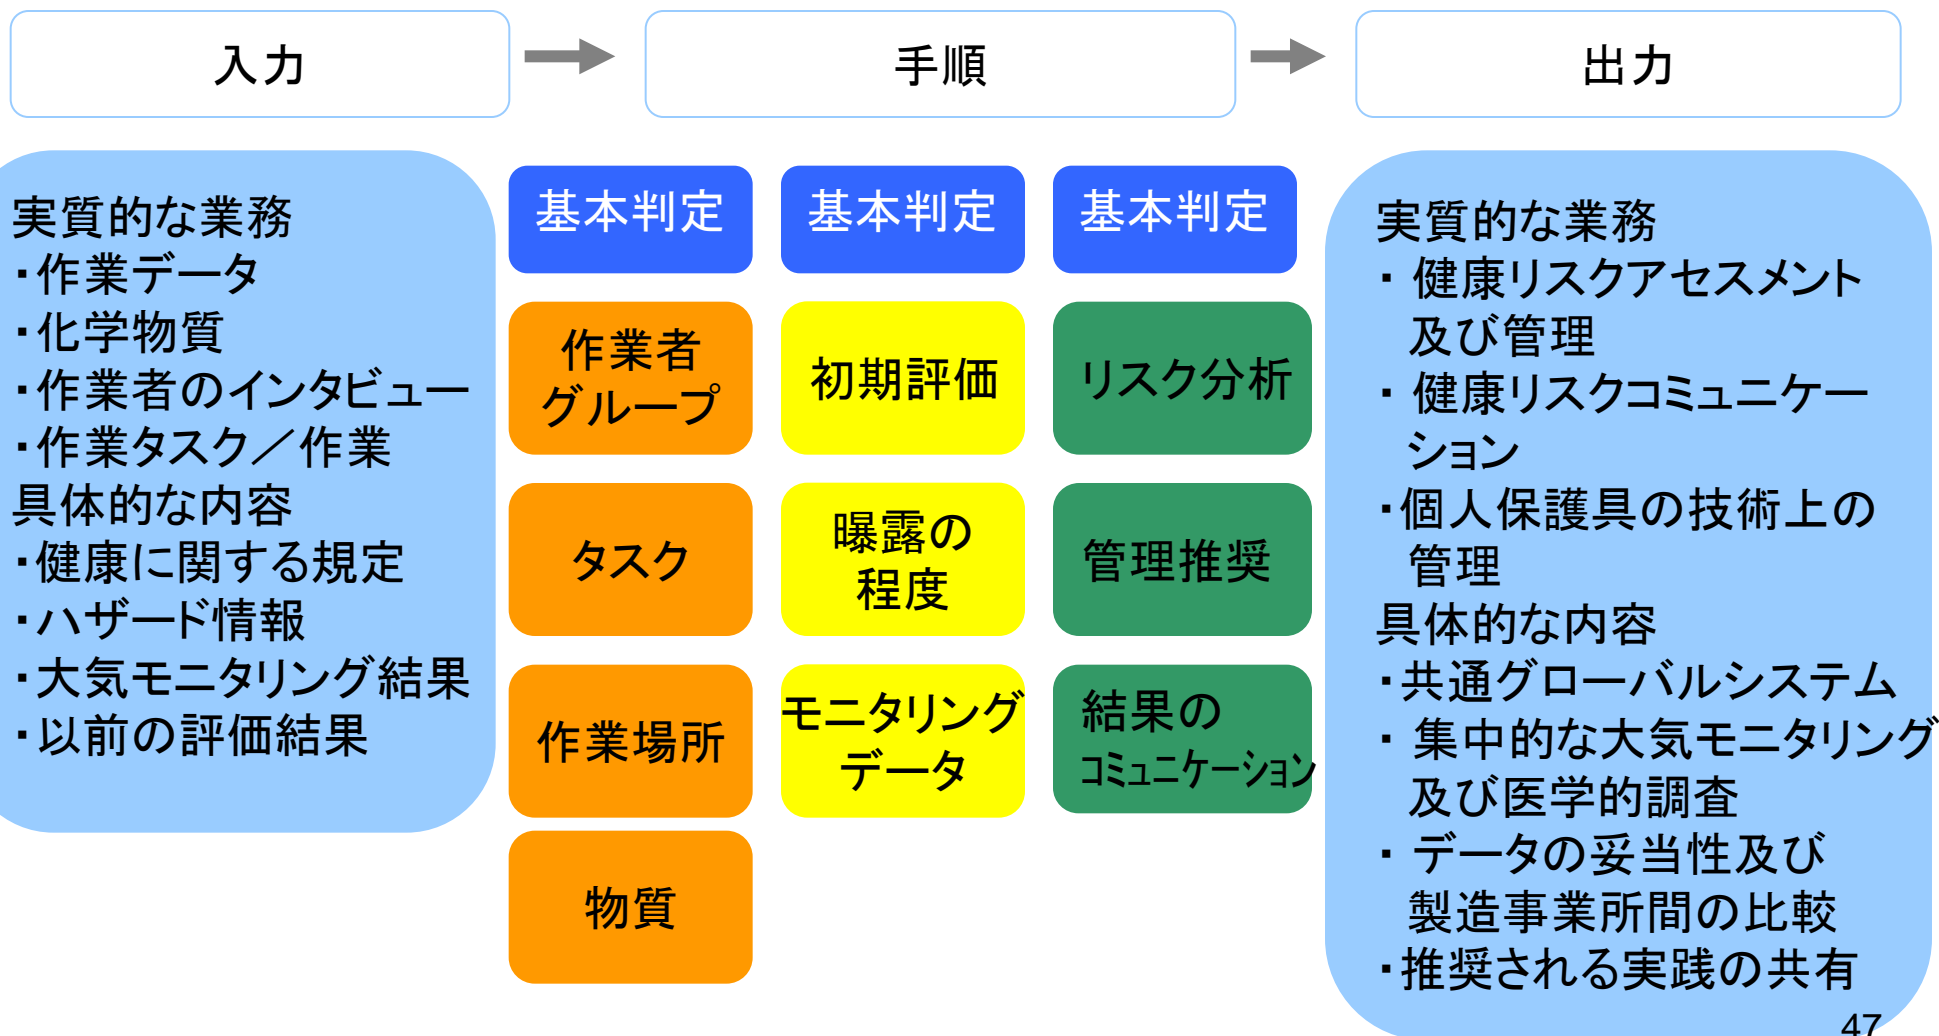 入力
手順
出力
実質的な業務
・作業データ
・化学物質
・作業者のインタビュー
・作業タスク／作業
具体的な内容
・健康に関する規定
・ハザード情報
・大気モニタリング結果
・以前の評価結果
基本判定
作業者
グループ
タスク
作業場所
物質
基本判定
初期評価
曝露の
程度
モニタリング
データ
基本判定
リスク分析
管理推奨
結果の
コミュニケーション
実質的な業務
・ 健康リスクアセスメント
及び管理
・ 健康リスクコミュニケー
ション
・個人保護具の技術上の
管理
具体的な内容
・共通グローバルシステム
・ 集中的な大気モニタリング
及び医学的調査
・ データの妥当性及び
製造事業所間の比較
・推奨される実践の共有
47